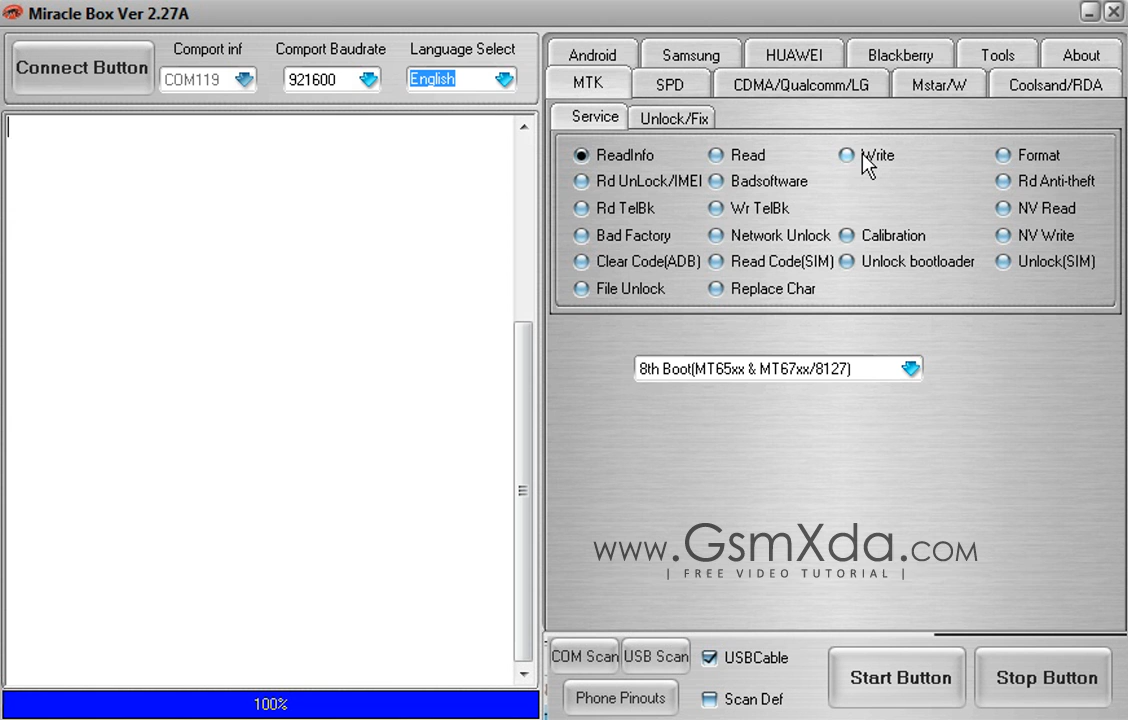 Miracle Box Ver 2.27A
Connect Button
Comport inf
Comport Baudrate
Language Select
COM119
921600
English
Android
Samsung
HUAWEI
Blackberry
Tools
About
MTK
SPD
CDMA/Qualcomm/LG
Mstar/W
Coolsand/RDA
Service
Unlock/Fix
ReadInfo
Read
Write
Format
Rd UnLock/IMEI
Badsoftware
Rd Anti-theft
Rd TelBk
Wr TelBk
NV Read
Bad Factory
Network Unlock
Calibration
NV Write
Clear Code(ADB)
Read Code(SIM)
Unlock bootloader
Unlock(SIM)
File Unlock
Replace Char
8th Boot(MT65xx & MT67xx/8127)
www.GsmXda.com
| FREE VIDEO TUTORIAL |
COM Scan
USB Scan
USBCable
Start Button
Stop Button
Phone Pinouts
Scan Def
100%